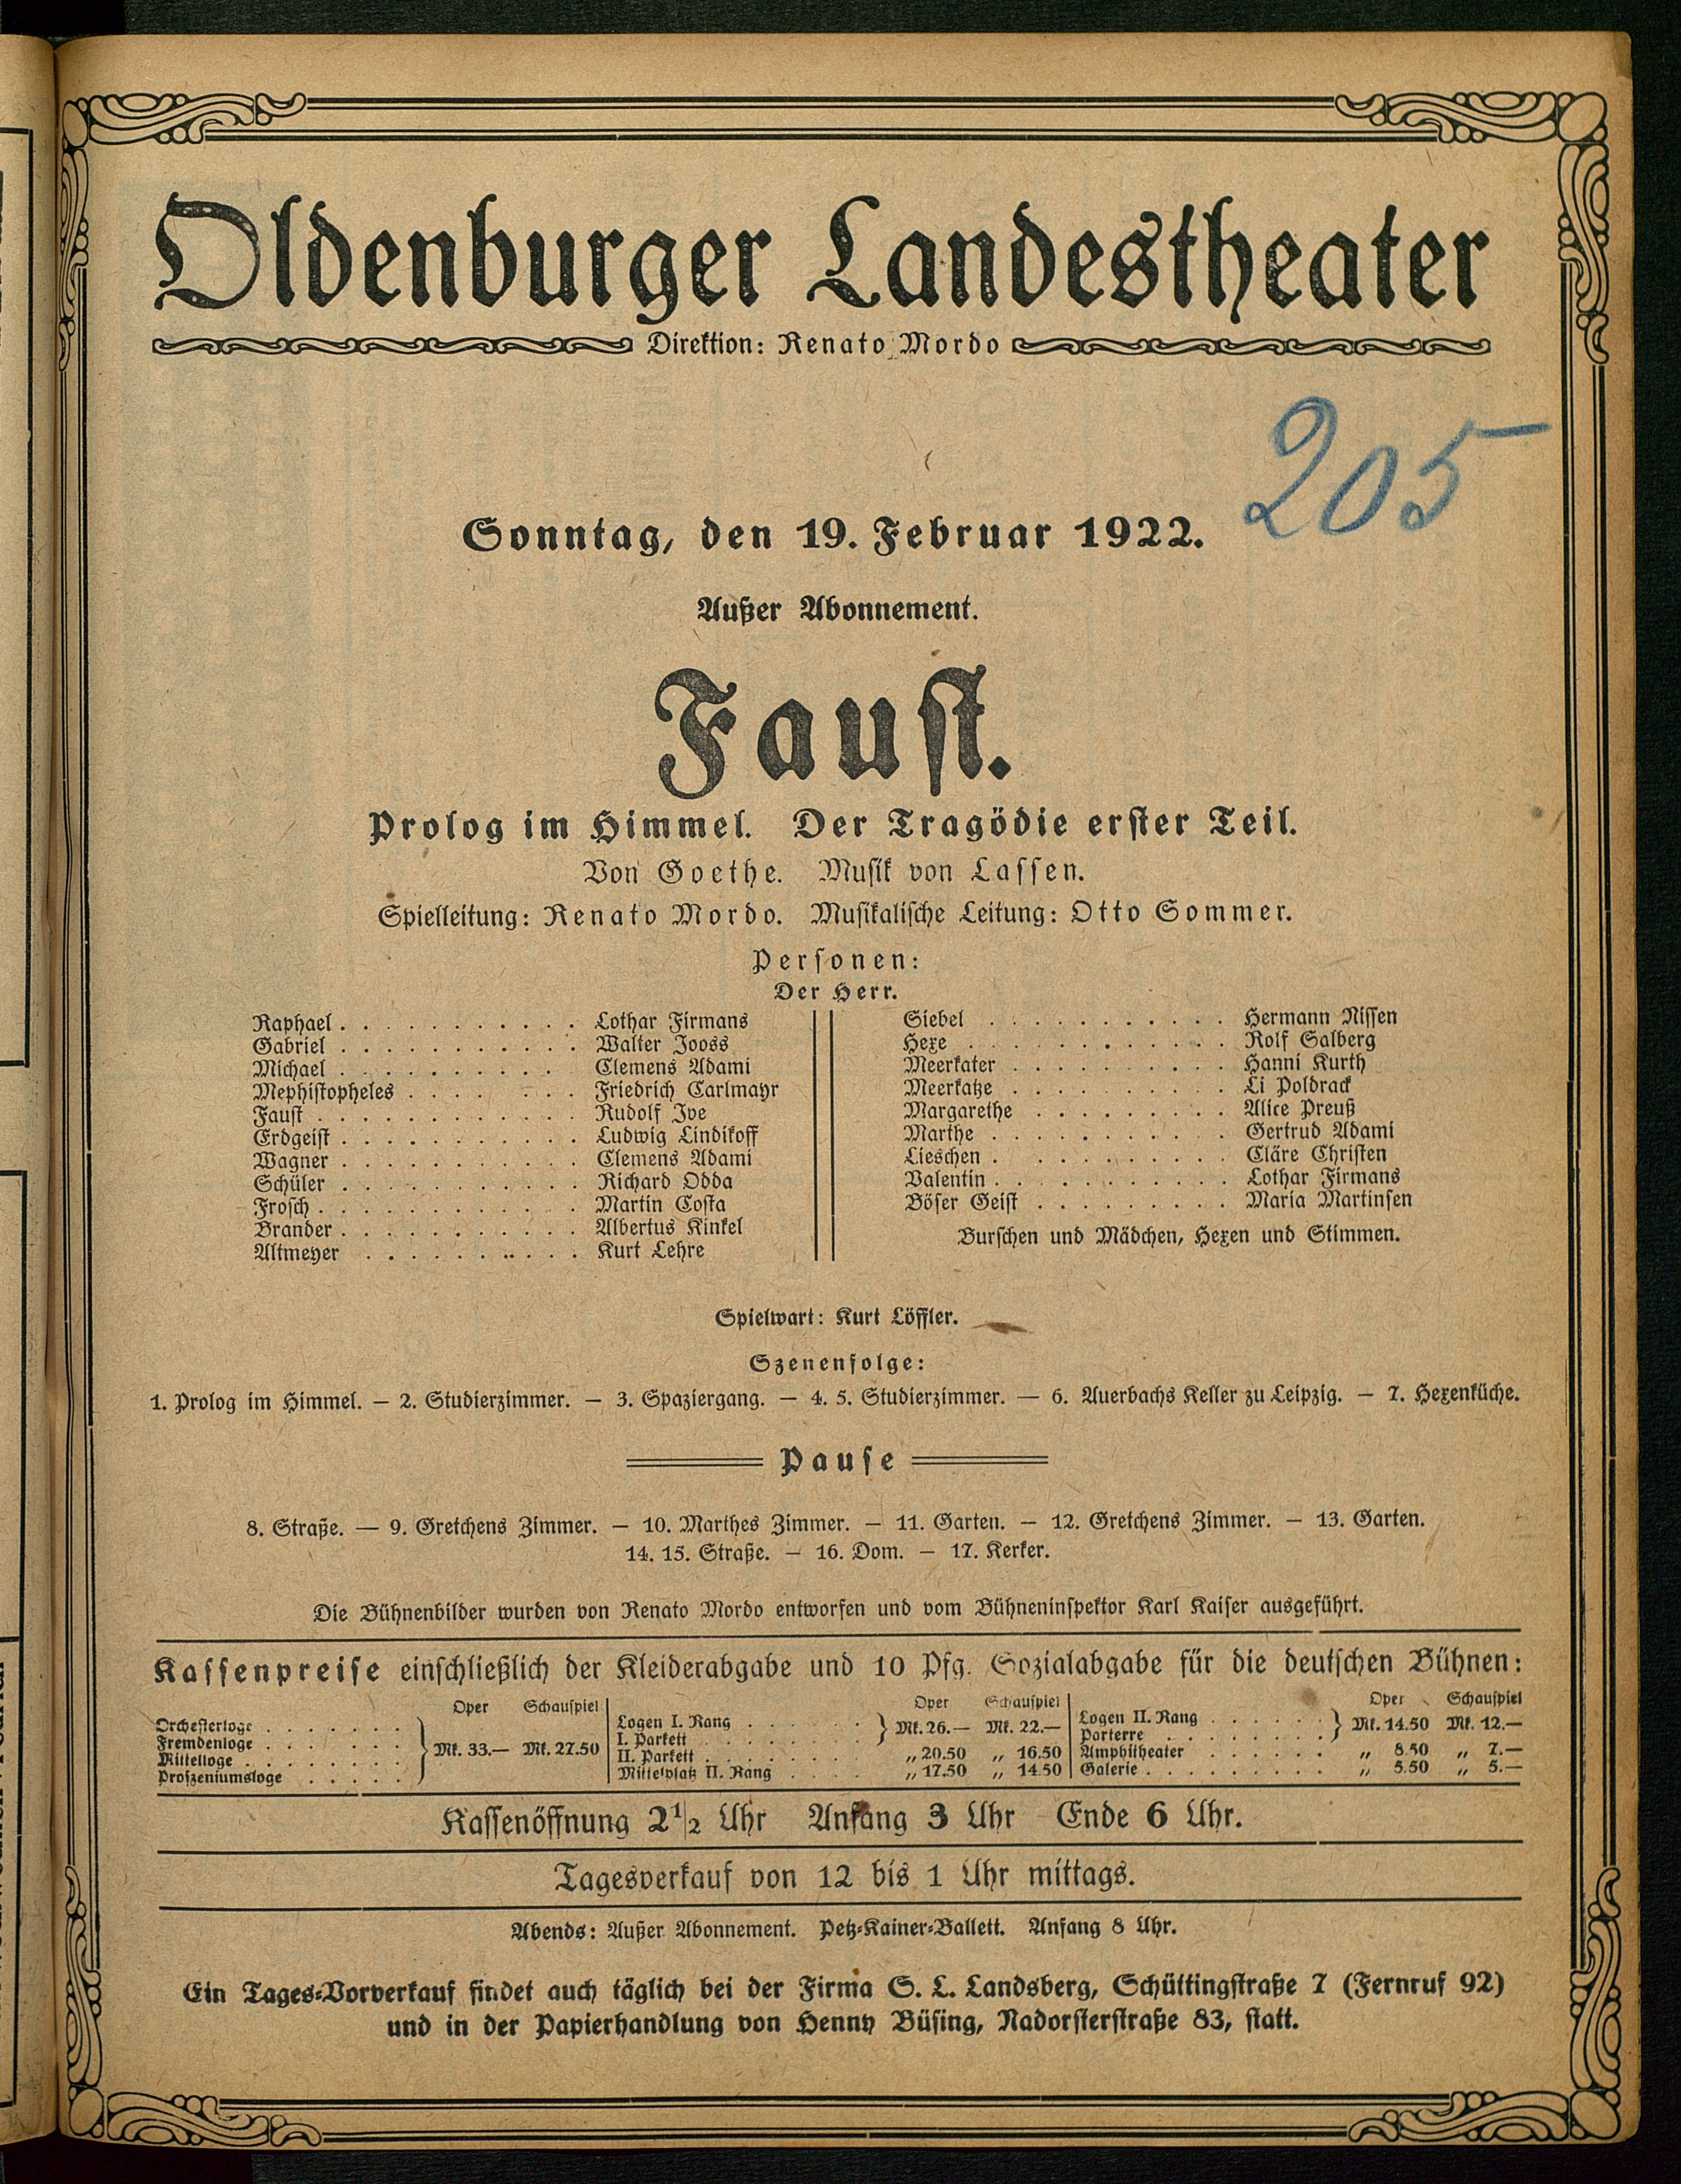 Oldenburger Landestheater
Direktion: Renato Mordo
205
Sonntag, den 19. Februar 1922.
Außer Abonnement.
Faust.
Prolog im Himmel. Der Tragödie erster Teil.
Von Goethe. Musik von Lassen.
Spielleitung: Renato Mordo. Musikalische Leitung: Otto Sommer.
Personen:
Der Herr.
Raphael . . . . . . . . . . . Lothar Firmans
Gabriel . . . . . . . . . . . Walter Jooss
Michael . . . . . . . . . . Clemens Adami
Mephistopheles . . . . . . . Friedrich Carlmayr
Faust . . . . . . . . . . . . Rudolf Ive
Erdgeist . . . . . . . . . . . Ludwig Lindikoff
Wagner . . . . . . . . . . . Clemens Adami
Schüler . . . . . . . . . . . Richard Odda
Frosch . . . . . . . . . . . . Martin Costa
Brander . . . . . . . . . . . Albertus Kinkel
Altmeyer . . . . . . . . . . Kurt Lehre
Siebel . . . . . . . . . . . Hermann Nissen
Hexe . . . . . . . . . . . . Rolf Salberg
Meerkater . . . . . . . . . . Hanni Kurth
Meerkatze . . . . . . . . . . Li Poldrack
Margarethe . . . . . . . . . Alice Preuß
Marthe . . . . . . . . . . . Gertrud Adami
Lieschen . . . . . . . . . . Cläre Christen
Valentin . . . . . . . . . . . Lothar Firmans
Böser Geist . . . . . . . . . Maria Martinsen
Burschen und Mädchen, Hexen und Stimmen.
Spielwart: Kurt Löffler.
Szenenfolge:
1. Prolog im Himmel. — 2. Studierzimmer. — 3. Spaziergang. — 4. 5. Studierzimmer. — 6. Auerbachs Keller zu Leipzig. — 7. Hexenküche.
Pause
8. Straße. — 9. Gretchens Zimmer. — 10. Marthes Zimmer. — 11. Garten. — 12. Gretchens Zimmer. — 13. Garten.
14. 15. Straße. — 16. Dom. — 17. Kerker.
Die Bühnenbilder wurden von Renato Mordo entworfen und vom Bühneninspektor Karl Kaiser ausgeführt.
Kassenpreise einschließlich der Kleiderabgabe und 10 Pfg. Sozialabgabe für die deutschen Bühnen:
Oper Schauspiel
Orchesterloge . . . . . . .
Fremdenloge . . . . . . .
Mittelloge . . . . . . . .
Proszeniumsloge . . . . .
Mk. 33.— Mk. 27.50
Oper Schauspiel
Logen I. Rang . . . . . .
I. Parkett . . . . . . . .
Mk. 26.— Mk. 22.—
II. Parkett . . . . . . . . „ 20.50 „ 16.50
Mittelplatz II. Rang . . . . „ 17.50 „ 14.50
Oper Schauspiel
Logen II. Rang . . . . . .
Parterre . . . . . . . .
Mk. 14.50 Mk. 12.—
Amphitheater . . . . . . „ 8.50 „ 7.—
Galerie . . . . . . . . . „ 5.50 „ 5.—
Kassenöffnung 2 1/2 Uhr Anfang 3 Uhr Ende 6 Uhr.
Tagesverkauf von 12 bis 1 Uhr mittags.
Abends: Außer Abonnement. Petz-Kainer-Ballett. Anfang 8 Uhr.
Ein Tages-Vorverkauf findet auch täglich bei der Firma S. L. Landsberg, Schüttingstraße 7 (Fernruf 92)
und in der Papierhandlung von Henny Büsing, Nadorsterstraße 83, statt.